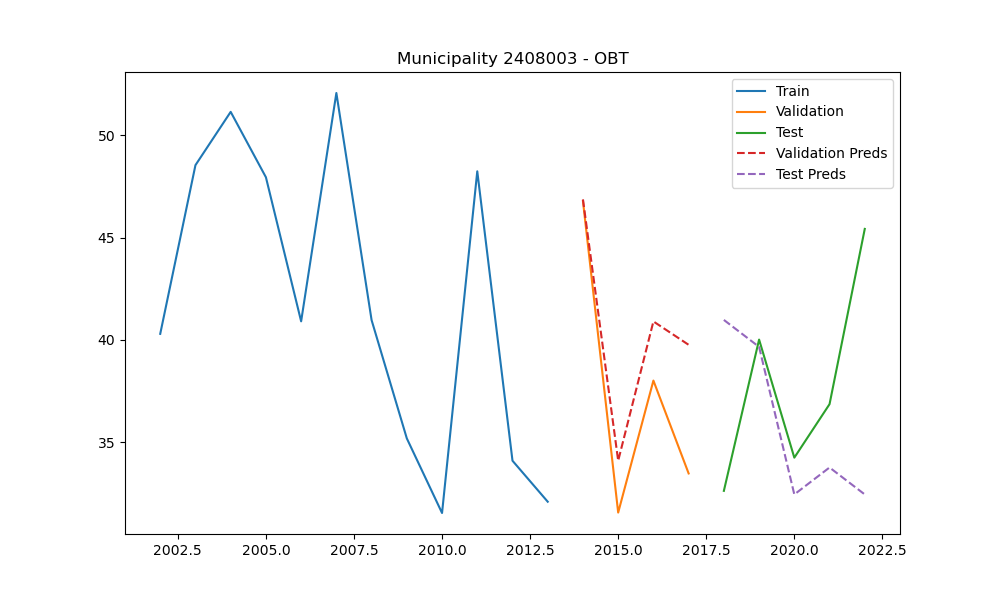 Municipality 2408003 - OBT
Train
Validation
Test
Validation Preds
Test Preds
50
45
40
35
2002.5 2005.0 2007.5 2010.0 2012.5 2015.0 2017.5 2020.0 2022.5